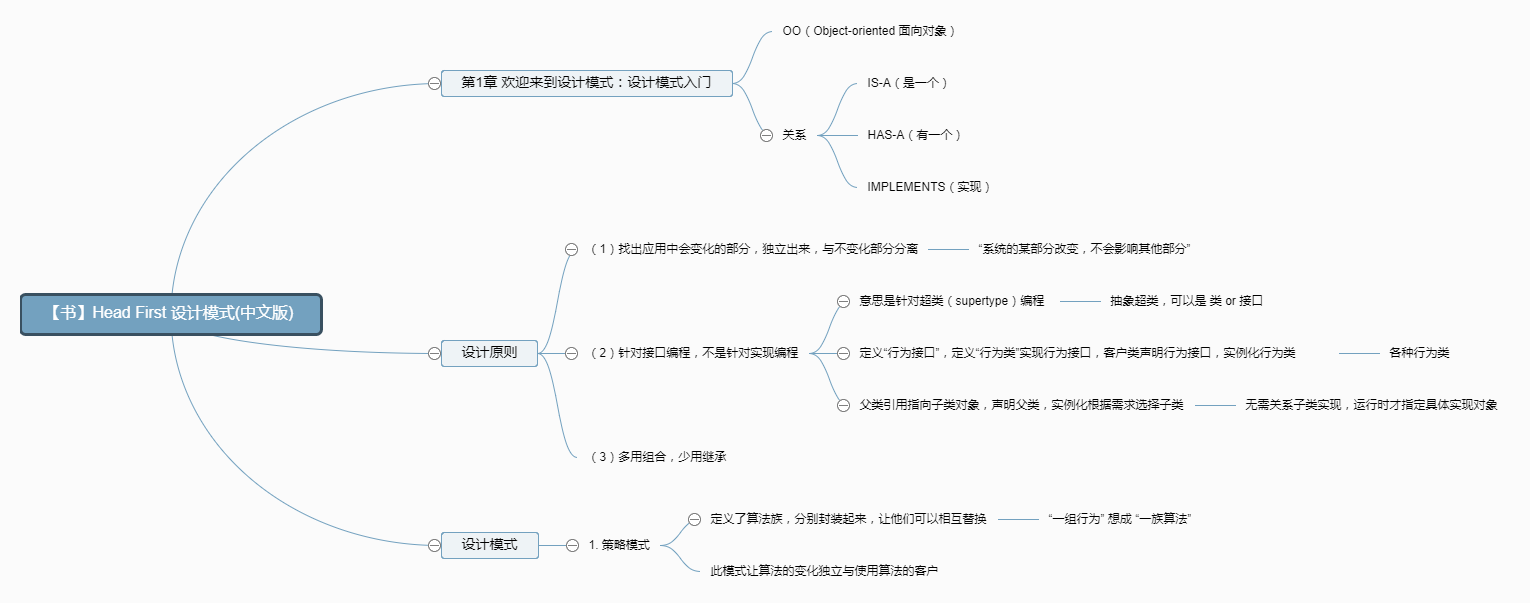 【书】Head First 设计模式(中文版)
第1章 欢迎来到设计模式：设计模式入门
OO（Object-oriented 面向对象）
关系
IS-A（是一个）
HAS-A（有一个）
IMPLEMENTS（实现）
设计原则
（1）找出应用中会变化的部分，独立出来，与不变化部分分离
“系统的某部分改变，不会影响其他部分”
（2）针对接口编程，不是针对实现编程
意思是针对超类（supertype）编程
抽象超类，可以是 类 or 接口
定义“行为接口”，定义“行为类”实现行为接口，客户类声明行为接口，实例化行为类
各种行为类
父类引用指向子类对象，声明父类，实例化根据需求选择子类
无需关系子类实现，运行时才指定具体实现对象
（3）多用组合，少用继承
设计模式
1. 策略模式
定义了算法族，分别封装起来，让他们可以相互替换
“一组行为” 想成 “一族算法”
此模式让算法的变化独立与使用算法的客户